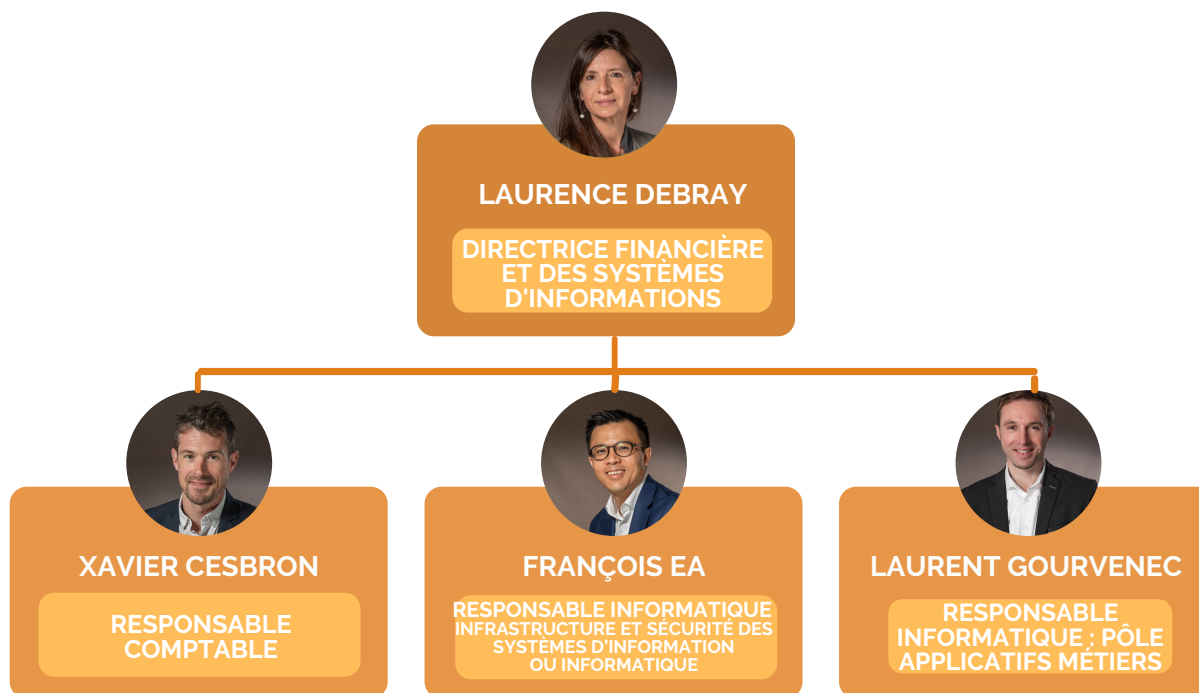 LAURENCE DEBRAY
DIRECTRICE FINANCIÈRE
ET DES SYSTÈMES
D'INFORMATIONS
XAVIER CESBRON
RESPONSABLE
COMPTABLE
FRANÇOIS EA
RESPONSABLE INFORMATIQUE
INFRASTRUCTURE ET SÉCURITÉ DES
SYSTÈMES D'INFORMATION
OU INFORMATIQUE
LAURENT GOURVENEC
RESPONSABLE
INFORMATIQUE : PÔLE
APPLICATIFS MÉTIERS